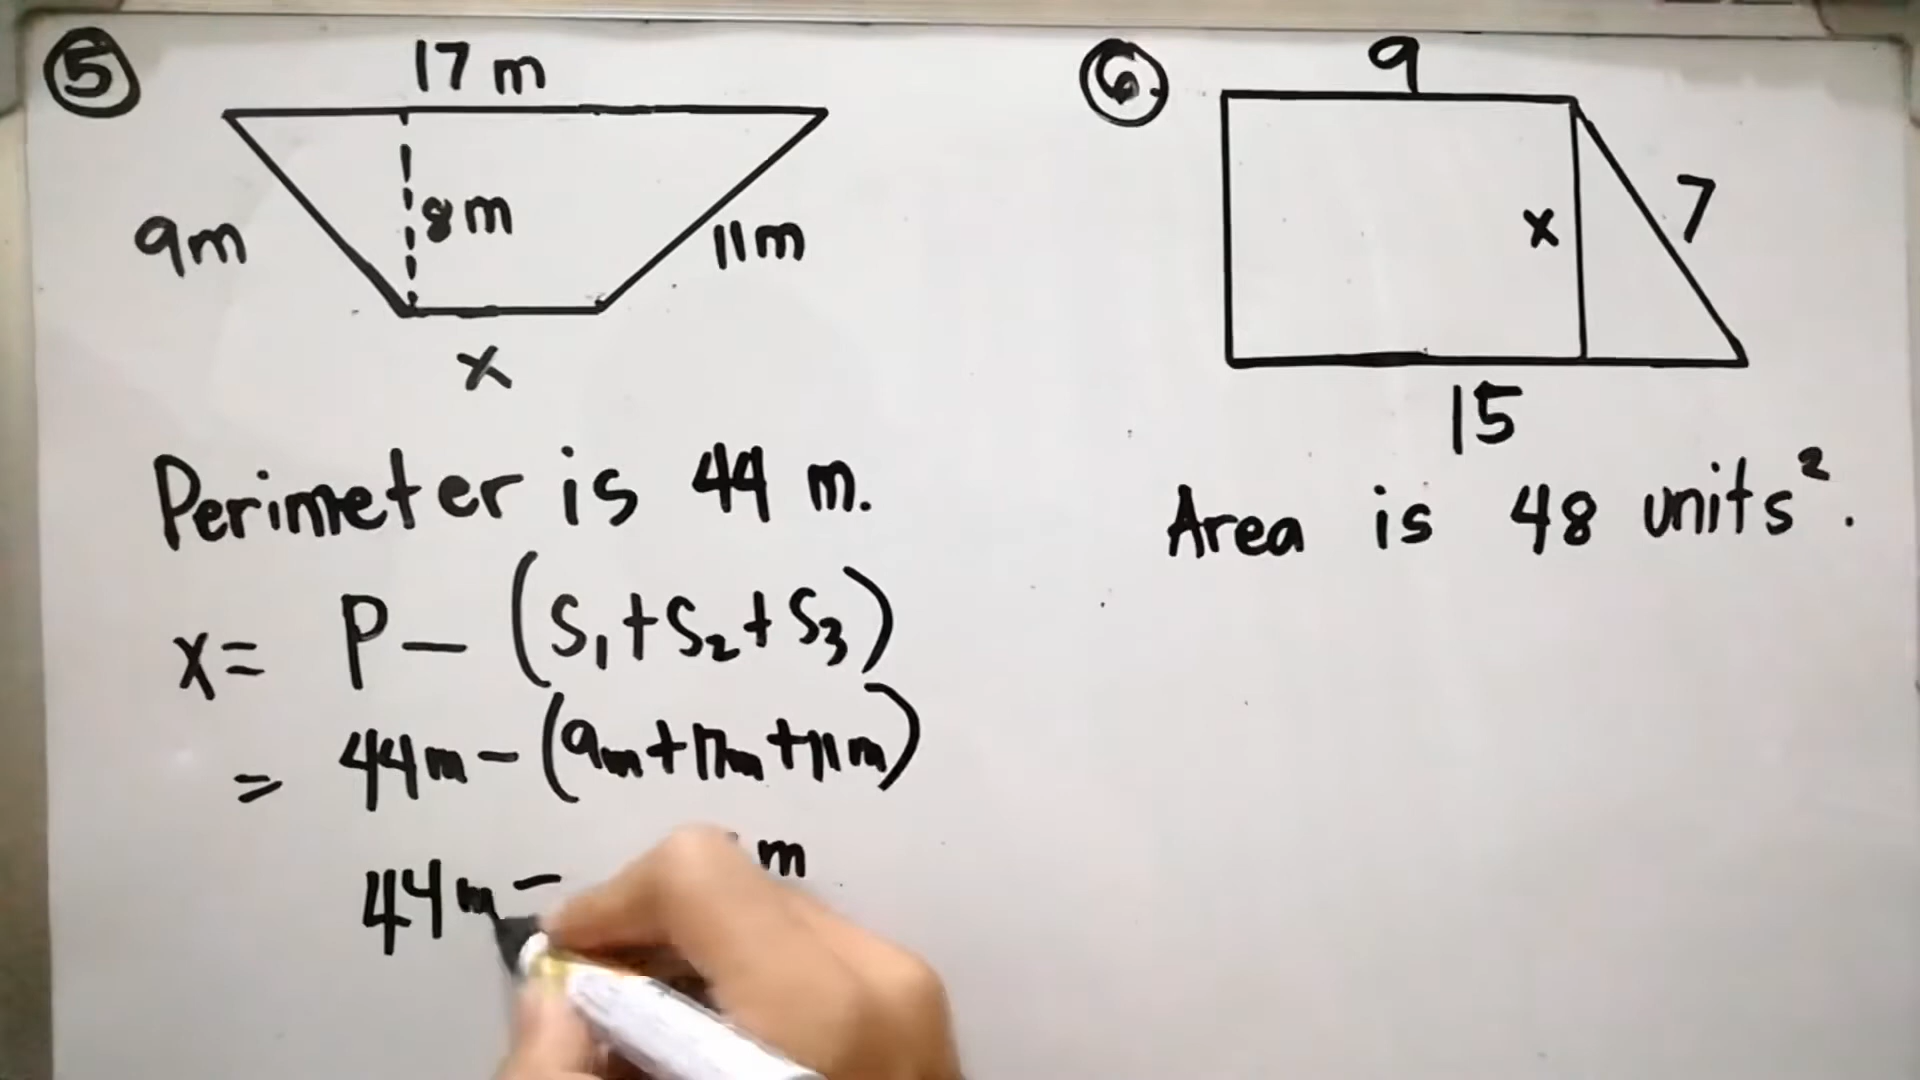 5
17 m
8m
9m
11m
x
Perimeter is 44 m.
x = P - (S₁ + S₂ + S₃)
= 44m - (9m + 17m + 11m)
44m -
m
6.
9
x
7
15
Area is 48 units².